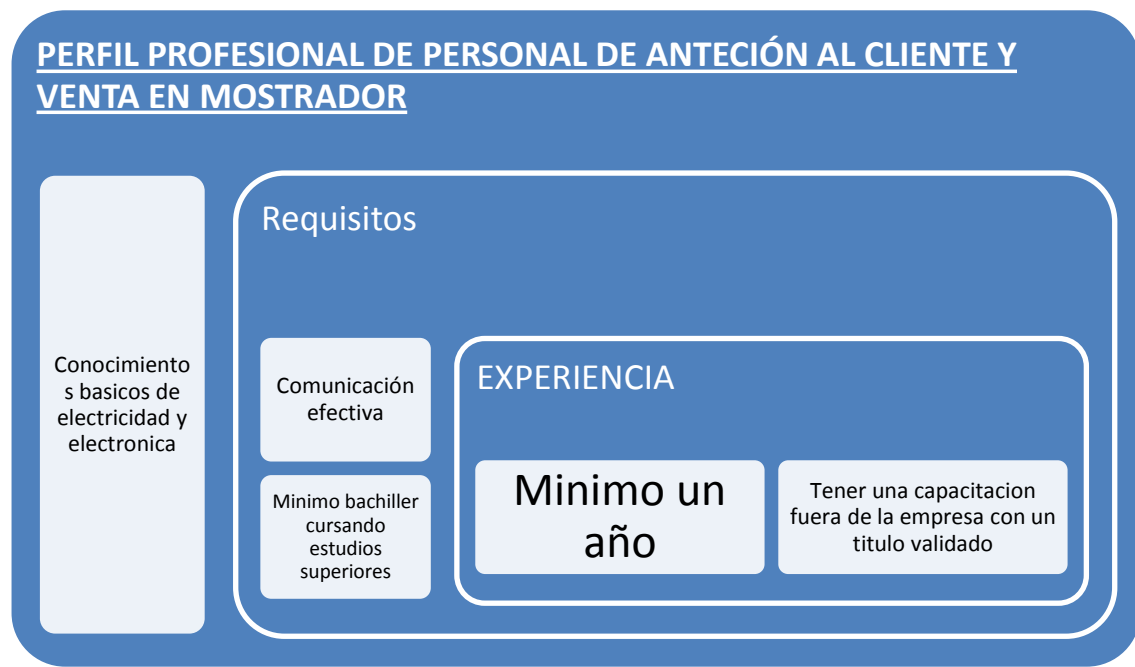 PERFIL PROFESIONAL DE PERSONAL DE ANTECIÓN AL CLIENTE Y
VENTA EN MOSTRADOR
Conocimiento
s basicos de
electricidad y
electronica
Requisitos
Comunicación
efectiva
Minimo bachiller
cursando
estudios
superiores
EXPERIENCIA
Minimo un
año
Tener una capacitacion
fuera de la empresa con un
titulo validado